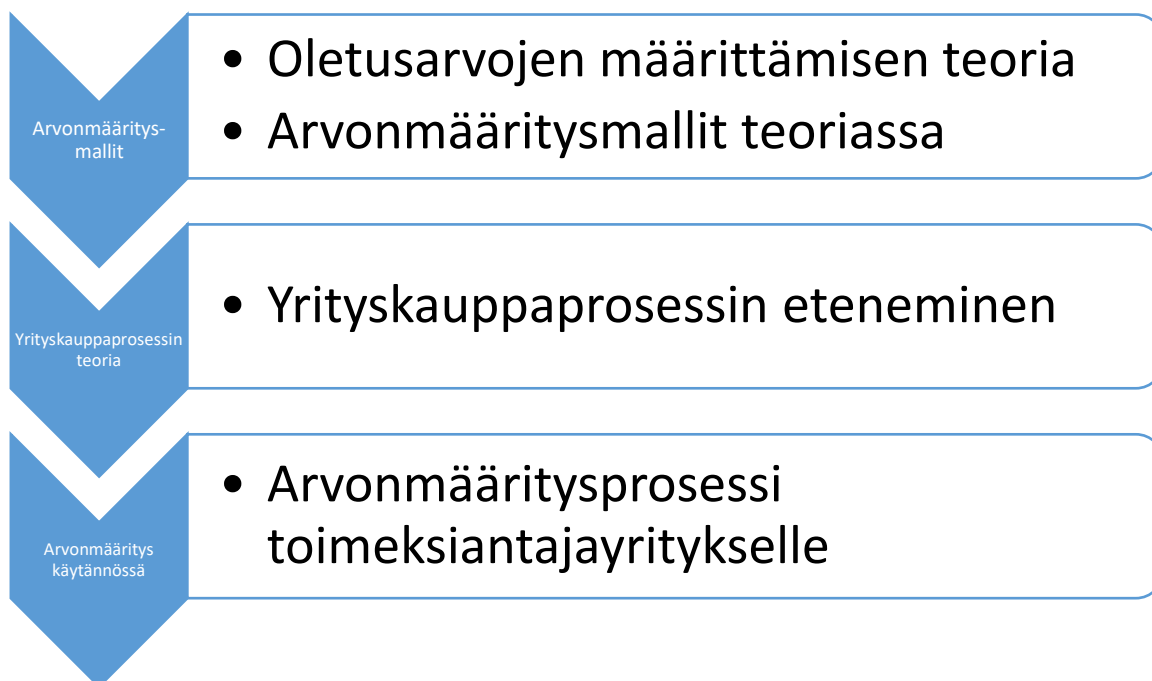 Arvonmääritys-
mallit
• Oletusarvojen määrittämisen teoria
• Arvonmääritysmallit teoriassa
Yrityskauppaprosessin
teoria
• Yrityskauppaprosessin eteneminen
Arvonmääritys
käytännössä
• Arvonmääritysprosessi
toimeksiantajayritykselle